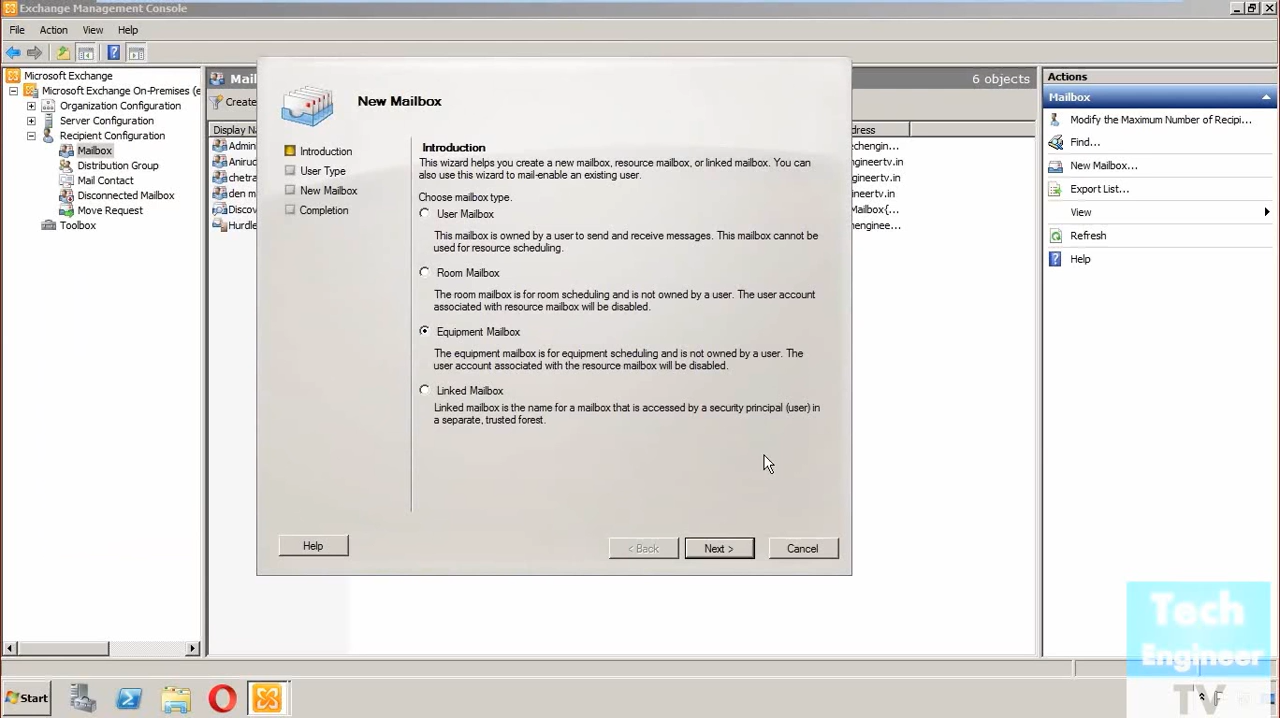 Exchange Management Console
File Action View Help
Microsoft Exchange
Microsoft Exchange On-Premises (e
Organization Configuration
Server Configuration
Recipient Configuration
Mailbox
Distribution Group
Mail Contact
Disconnected Mailbox
Move Request
Toolbox
Mail
6 objects
Create
Display Na
dress
Admin
echengin...
Anirud
engineertv.in
chetra
engineertv.in
den m
engineertv.in
Discov
Mailbox{...
Hurdle
hengineer...
New Mailbox
Introduction
User Type
New Mailbox
Completion
Introduction
This wizard helps you create a new mailbox, resource mailbox, or linked mailbox. You can
also use this wizard to mail-enable an existing user.
Choose mailbox type.
User Mailbox
This mailbox is owned by a user to send and receive messages. This mailbox cannot be
used for resource scheduling.
Room Mailbox
The room mailbox is for room scheduling and is not owned by a user. The user account
associated with resource mailbox will be disabled.
Equipment Mailbox
The equipment mailbox is for equipment scheduling and is not owned by a user. The
user account associated with the resource mailbox will be disabled.
Linked Mailbox
Linked mailbox is the name for a mailbox that is accessed by a security principal (user) in
a separate, trusted forest.
Help
< Back
Next >
Cancel
Actions
Mailbox
Modify the Maximum Number of Recipi...
Find...
New Mailbox...
Export List...
View
Refresh
Help
Start
Tech
Engineer
TV